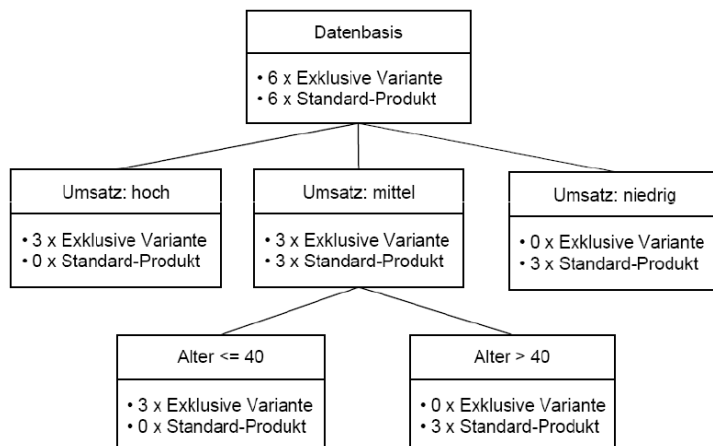 Datenbasis
• 6 x Exklusive Variante
• 6 x Standard-Produkt
Umsatz: hoch
• 3 x Exklusive Variante
• 0 x Standard-Produkt
Umsatz: mittel
• 3 x Exklusive Variante
• 3 x Standard-Produkt
Umsatz: niedrig
• 0 x Exklusive Variante
• 3 x Standard-Produkt
Alter <= 40
• 3 x Exklusive Variante
• 0 x Standard-Produkt
Alter > 40
• 0 x Exklusive Variante
• 3 x Standard-Produkt